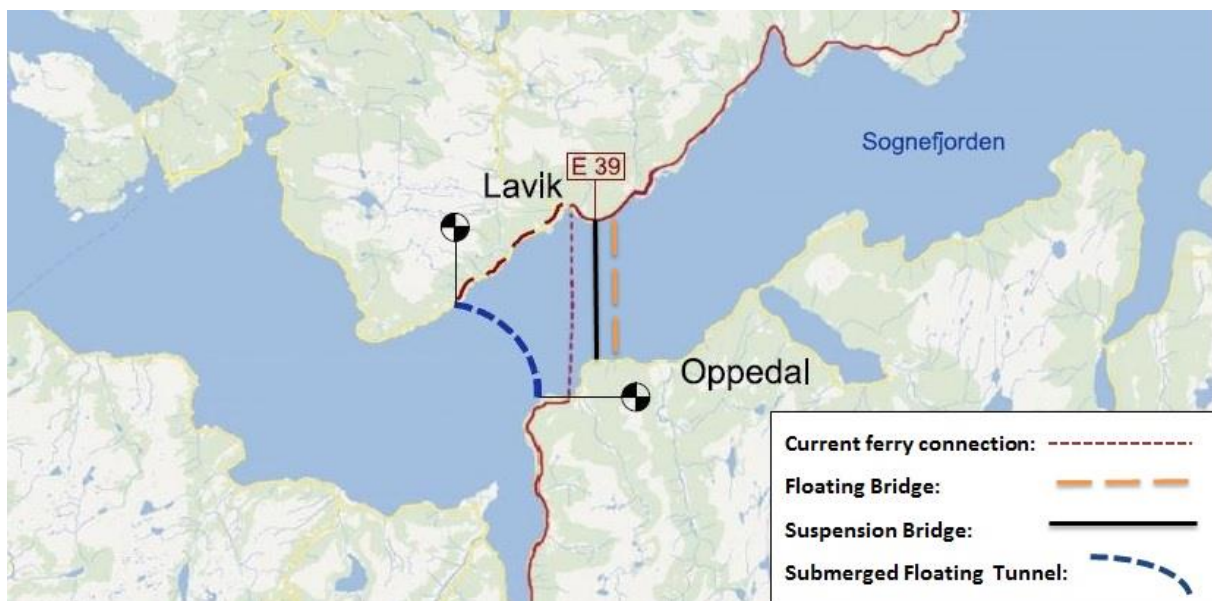 Sognefjorden
E 39
Lavik
Oppedal
Current ferry connection:
Floating Bridge:
Suspension Bridge:
Submerged Floating Tunnel: